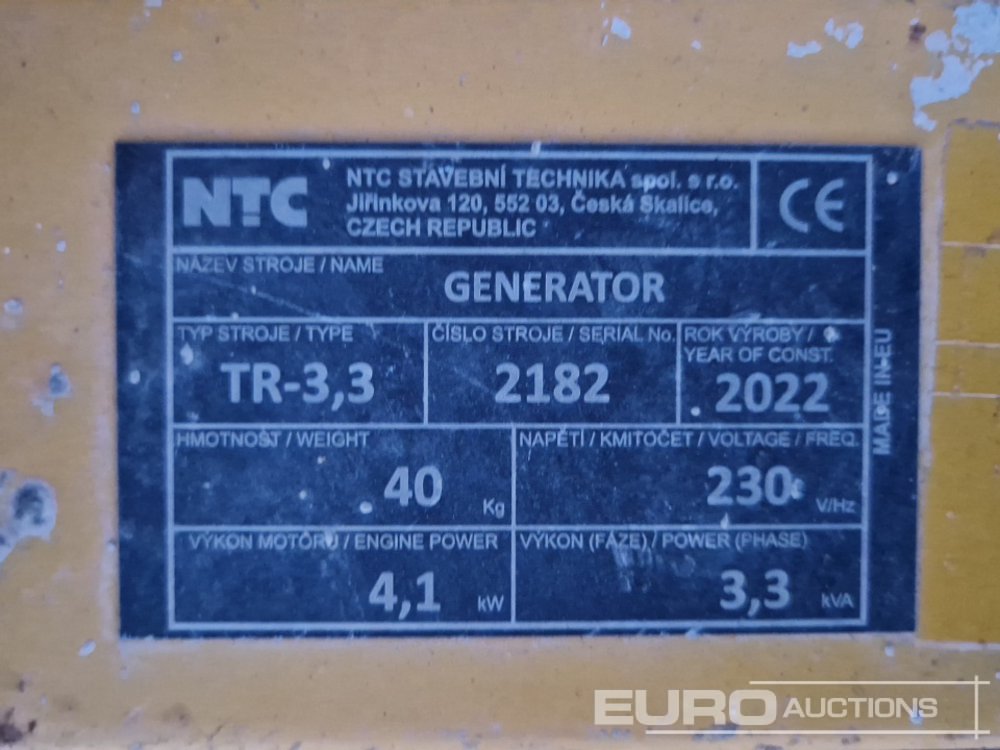 NTC
NTC STAVEBNÍ TECHNIKA spol. s r.o.
Jiřinkova 120, 552 03, Česká Skalice,
CZECH REPUBLIC
CE
NÁZEV STROJE / NAME
GENERATOR
TYP STROJE / TYPE
TR-3,3
ČÍSLO STROJE / SERIAL No.
2182
ROK VÝROBY /
YEAR OF CONST.
2022
MADE IN EU
HMOTNOST / WEIGHT
40 Kg
NAPĚTÍ / KMITOČET / VOLTAGE / FREQ.
230 V/Hz
VÝKON MOTORU / ENGINE POWER
4,1 kW
VÝKON (FÁZE) / POWER (PHASE)
3,3 kVA
EURO AUCTIONS